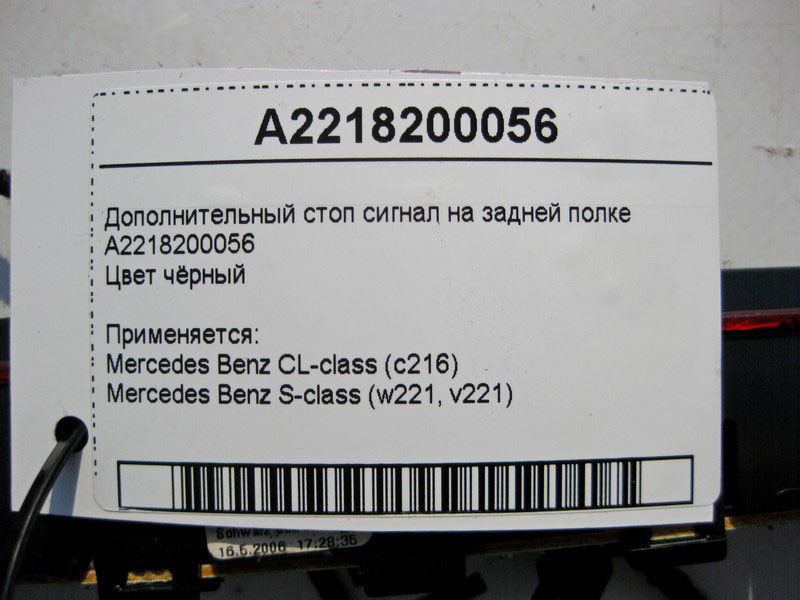 A2218200056
Дополнительный стоп сигнал на задней полке
A2218200056
Цвет чёрный
Применяется:
Mercedes Benz CL-class (c216)
Mercedes Benz S-class (w221, v221)
Schwarz
16.5.2006 17:28:35